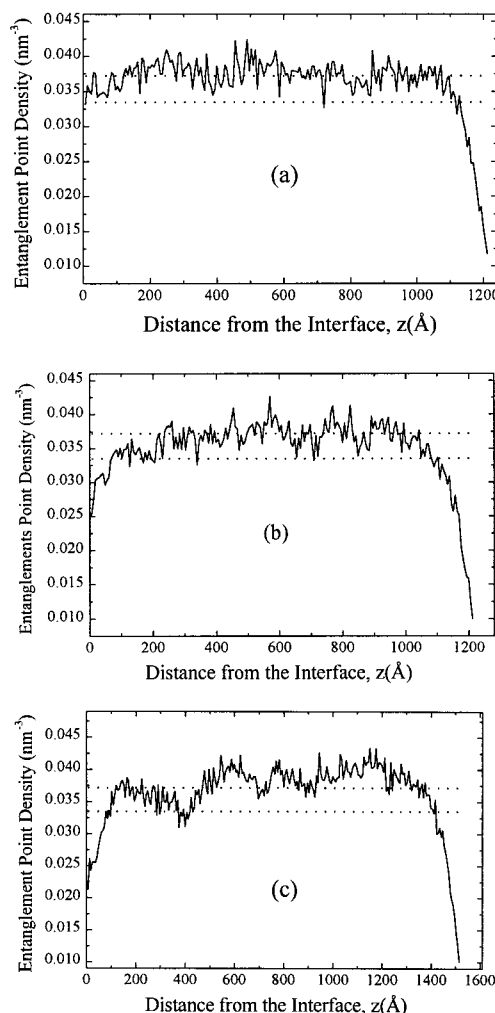 Entanglement Point Density (nm⁻³)
0.045
0.040
0.035
0.030
0.025
0.020
0.015
0.010
(a)
0 200 400 600 800 1000 1200
Distance from the Interface, z(Å)
Entanglements Point Density (nm⁻³)
0.045
0.040
0.035
0.030
0.025
0.020
0.015
0.010
(b)
0 200 400 600 800 1000 1200
Distance from the Interface, z(Å)
Entanglement Point Density (nm⁻³)
0.045
0.040
0.035
0.030
0.025
0.020
0.015
0.010
(c)
0 200 400 600 800 1000 1200 1400 1600
Distance from the Interface, z(Å)